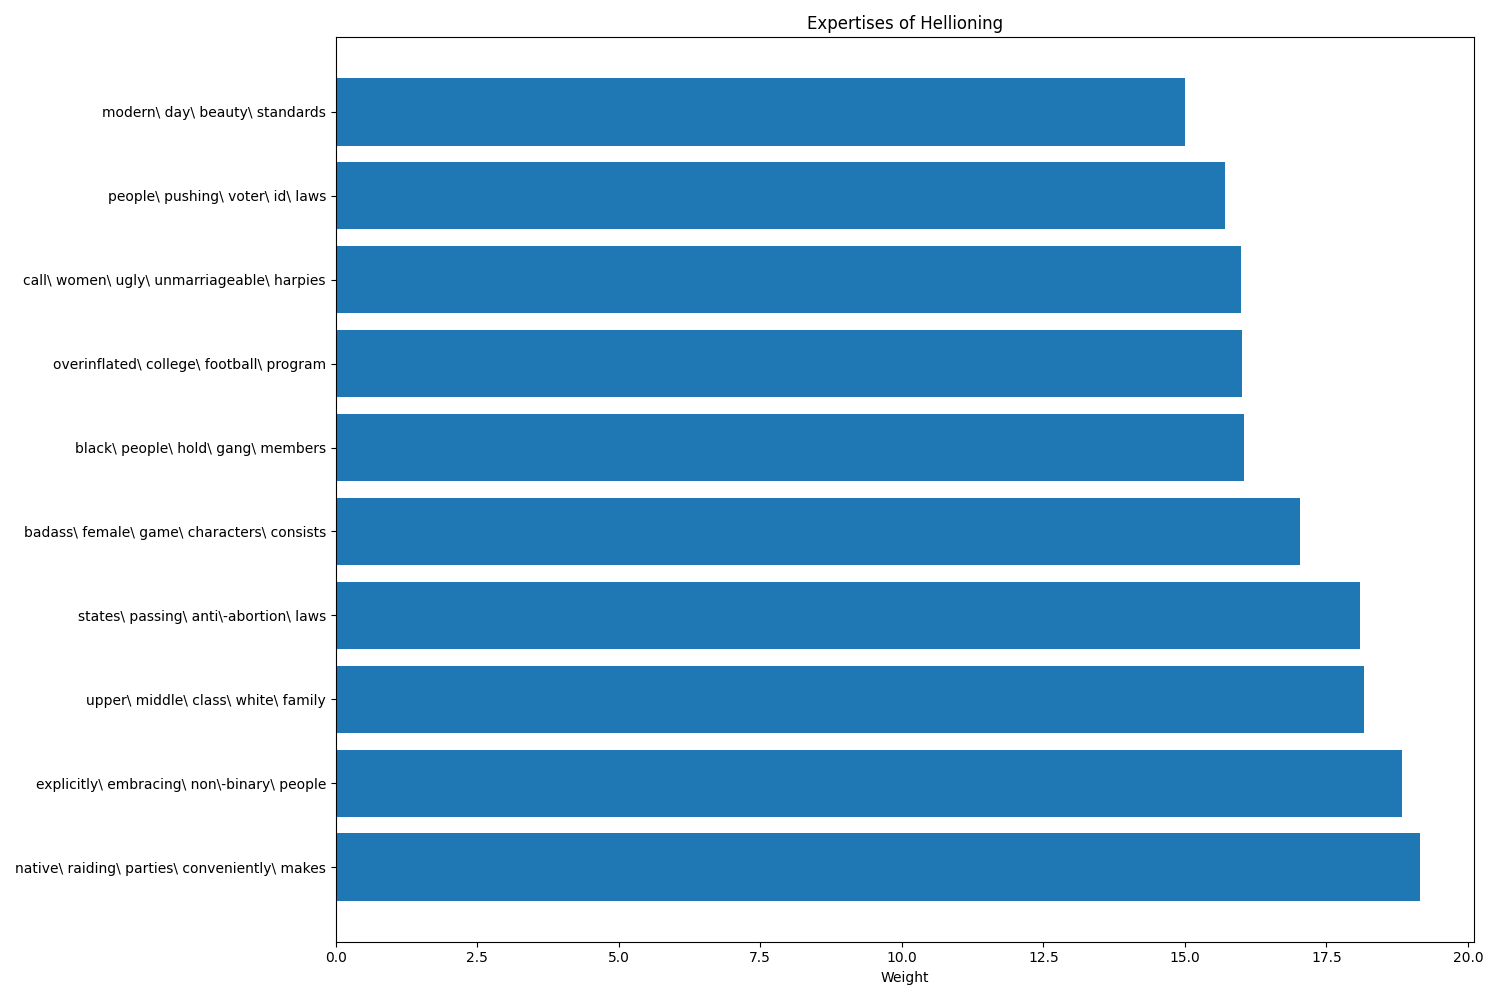 Expertises of Hellioning
modern\ day\ beauty\ standards
people\ pushing\ voter\ id\ laws
call\ women\ ugly\ unmarriageable\ harpies
overinflated\ college\ football\ program
black\ people\ hold\ gang\ members
badass\ female\ game\ characters\ consists
states\ passing\ anti\-abortion\ laws
upper\ middle\ class\ white\ family
explicitly\ embracing\ non\-binary\ people
native\ raiding\ parties\ conveniently\ makes
0.0 2.5 5.0 7.5 10.0 12.5 15.0 17.5 20.0
Weight